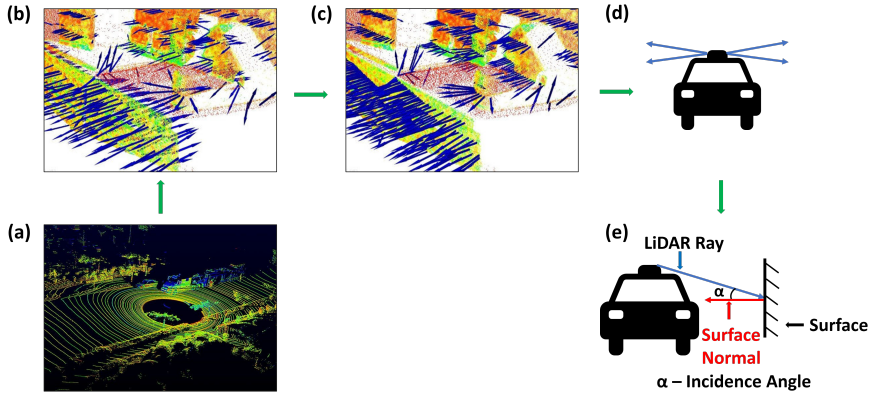 (b)
(c)
(d)
(a)
(e)
LiDAR Ray
α
Surface
Surface
Normal
α – Incidence Angle